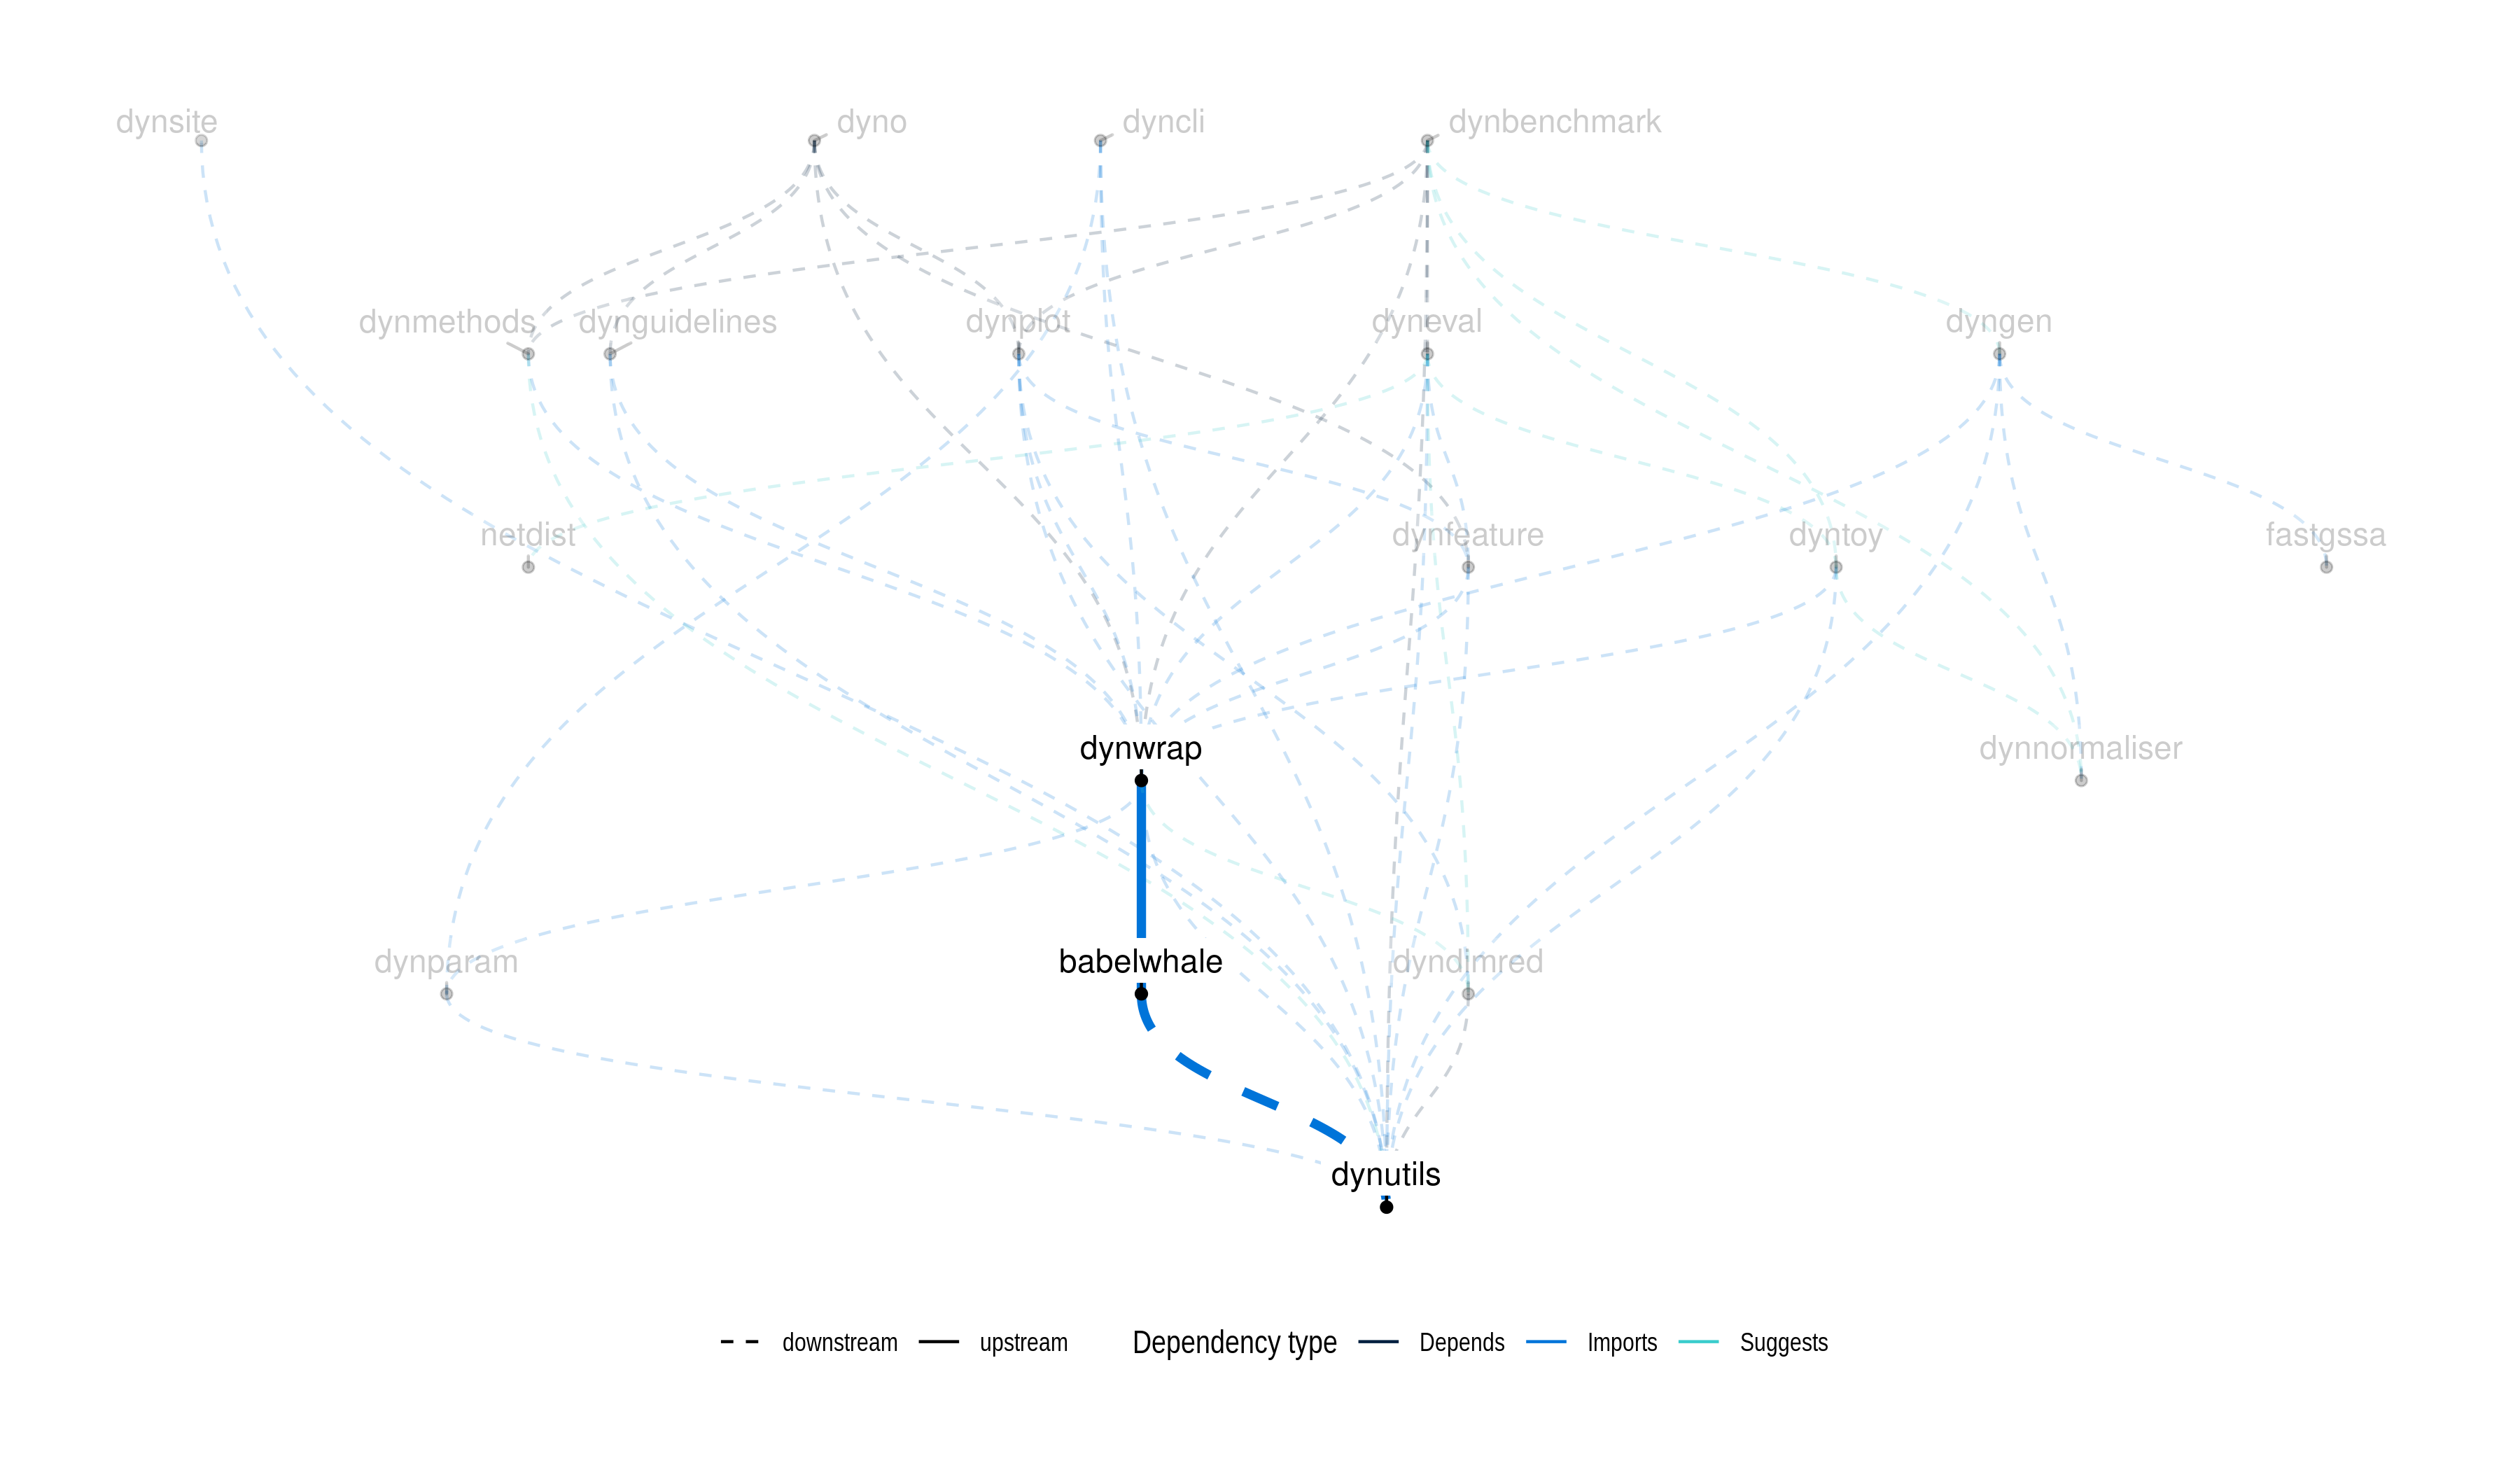 dynsite
dyno
dyncli
dynbenchmark
dynmethods
dynguidelines
dynplot
dyneval
dyngen
netdist
dynfeature
dyntoy
fastgssa
dynwrap
dynnormaliser
dynparam
babelwhale
dyndimred
dynutils
downstream upstream Dependency type Depends Imports Suggests